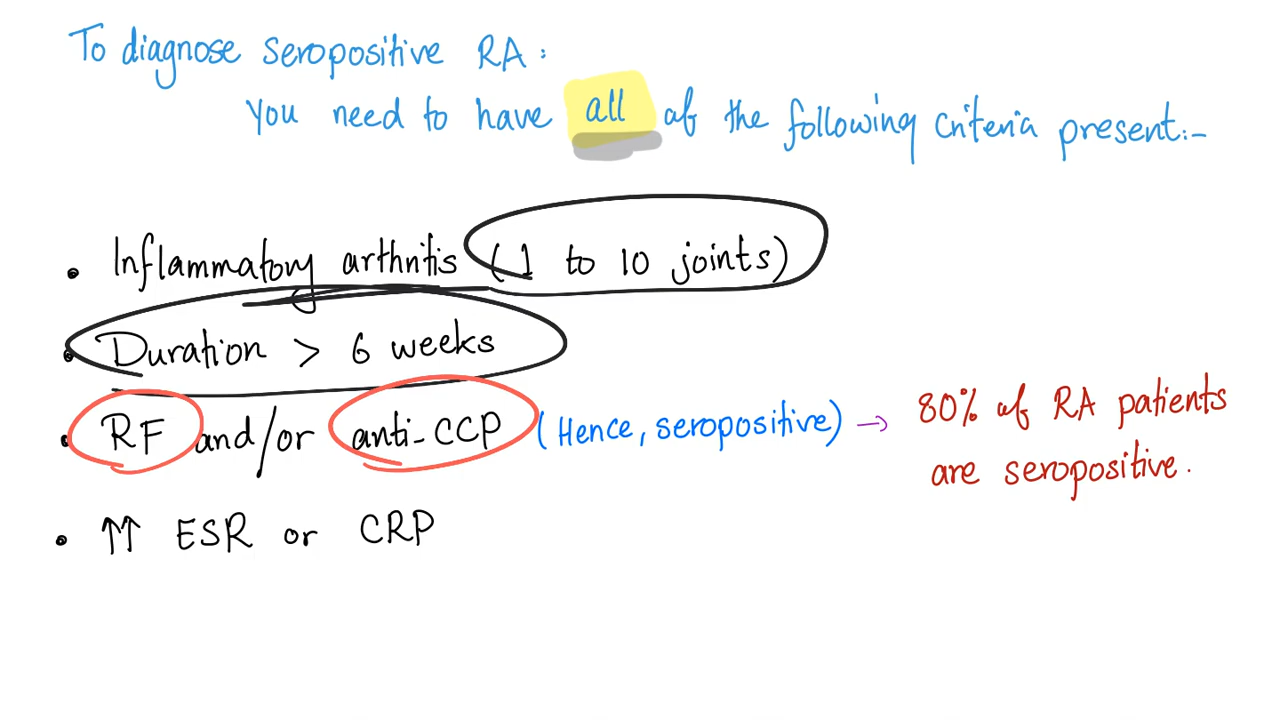 To diagnose seropositive RA:
You need to have all of the following criteria present:-
• Inflammatory arthritis (1 to 10 joints)
• Duration > 6 weeks
• RF and/or anti-CCP (Hence, seropositive) → 80% of RA patients
are seropositive.
• ↑↑ ESR or CRP